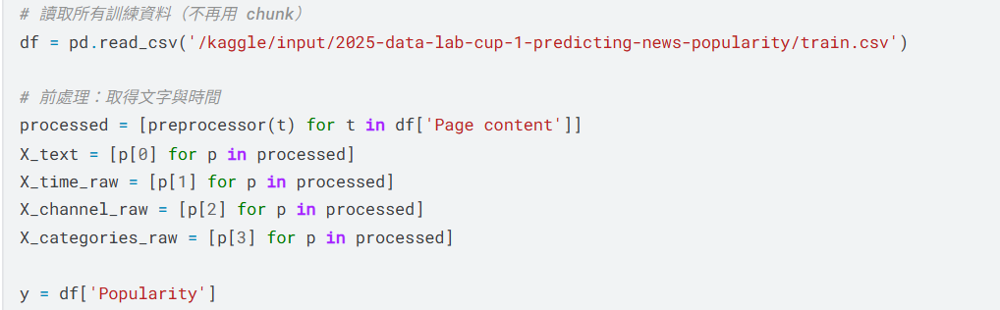 # 讀取所有訓練資料（不再用 chunk）
df = pd.read_csv('/kaggle/input/2025-data-lab-cup-1-predicting-news-popularity/train.csv')
# 前處理：取得文字與時間
processed = [preprocessor(t) for t in df['Page content']]
X_text = [p[0] for p in processed]
X_time_raw = [p[1] for p in processed]
X_channel_raw = [p[2] for p in processed]
X_categories_raw = [p[3] for p in processed]
y = df['Popularity']